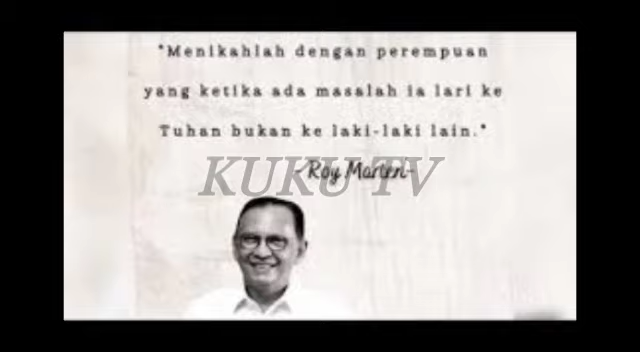 "Menikahlah dengan perempuan
yang ketika ada masalah ia lari ke
Tuhan bukan ke laki-laki lain."
-Roy Marten-
KUKU TV